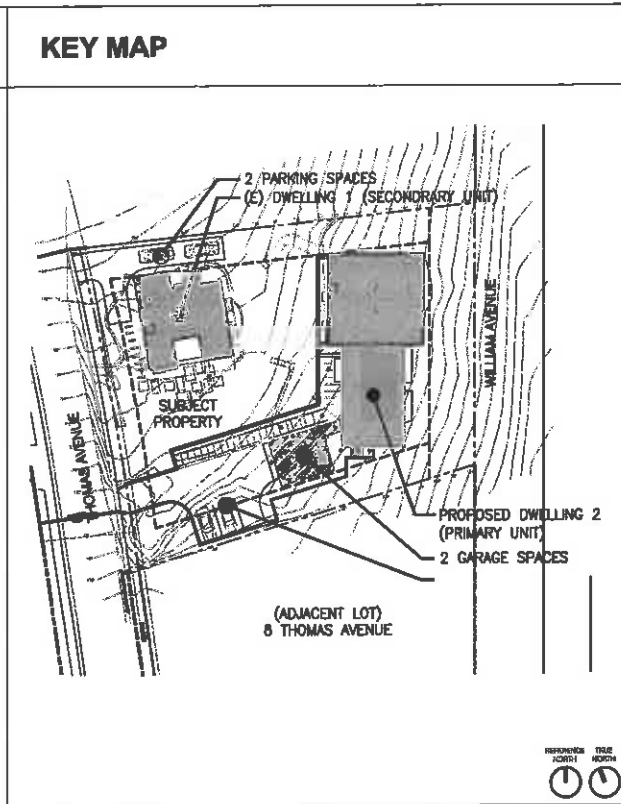 KEY MAP
2 PARKING SPACES
(E) DWELLING 1 (SECONDRARY UNIT)
WILLIAM AVENUE
SUBJECT
PROPERTY
THOMAS AVENUE
PROPOSED DWELLING 2
(PRIMARY UNIT)
2 GARAGE SPACES
(ADJACENT LOT)
8 THOMAS AVENUE
REFERENCE
NORTH
TRUE
NORTH